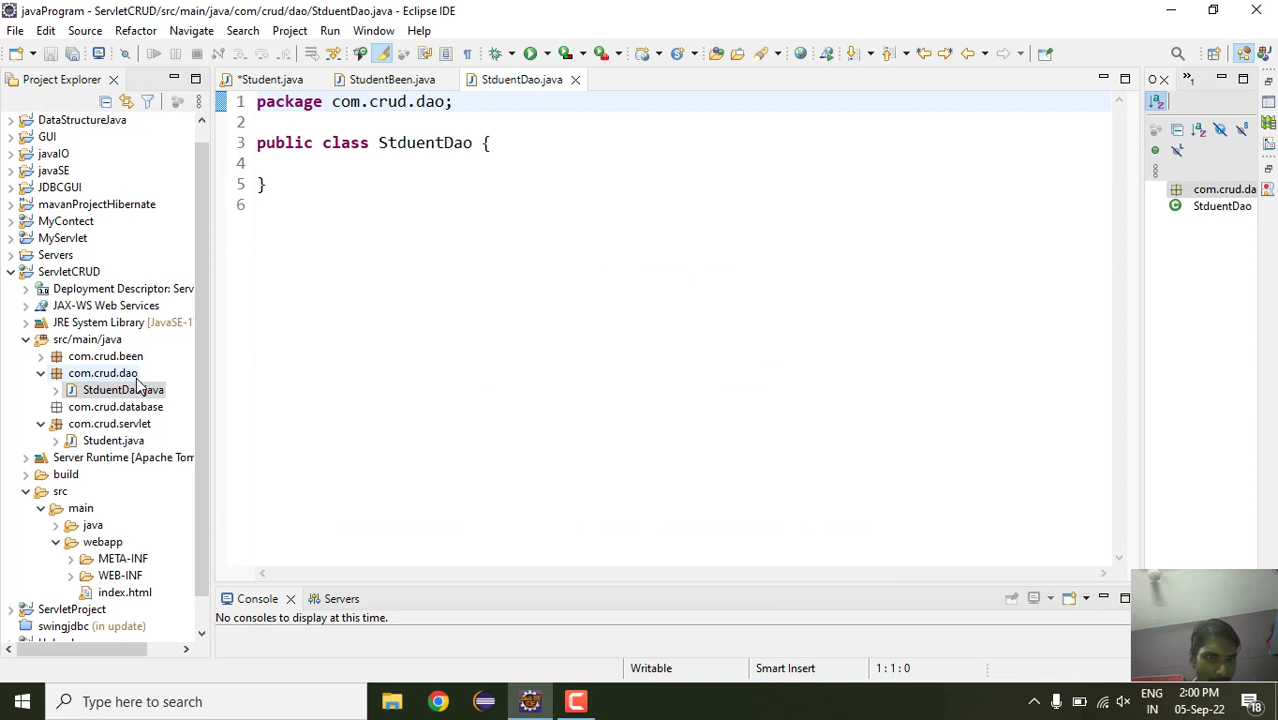 javaProgram - ServletCRUD/src/main/java/com/crud/dao/StduentDao.java - Eclipse IDE
File Edit Source Refactor Navigate Search Project Run Window Help
Project Explorer
*Student.java
StudentBeen.java
StduentDao.java
O
»1
DataStructureJava
GUI
javaIO
javaSE
JDBCGUI
mavanProjectHibernate
MyContect
MyServlet
Servers
ServletCRUD
Deployment Descriptor: Serv
JAX-WS Web Services
JRE System Library [JavaSE-1
src/main/java
com.crud.been
com.crud.dao
StduentDao.java
com.crud.database
com.crud.servlet
Student.java
Server Runtime [Apache Tom
build
src
main
java
webapp
META-INF
WEB-INF
index.html
ServletProject
swingjdbc (in update)
1 package com.crud.dao;
2
3 public class StduentDao {
4
5 }
6
com.crud.da
StduentDao
Console
Servers
No consoles to display at this time.
Writable
Smart Insert
1 : 1 : 0
Type here to search
ENG
IN
2:00 PM
05-Sep-22
18